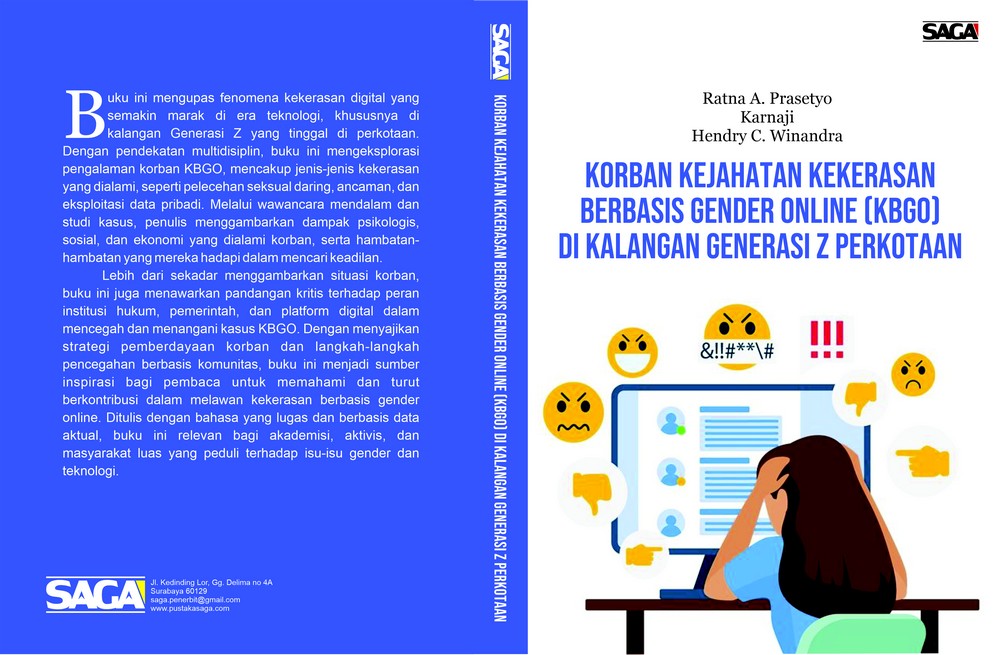 Buku ini mengupas fenomena kekerasan digital yang
semakin marak di era teknologi, khususnya di
kalangan Generasi Z yang tinggal di perkotaan.
Dengan pendekatan multidisiplin, buku ini mengeksplorasi
pengalaman korban KBGO, mencakup jenis-jenis kekerasan
yang dialami, seperti pelecehan seksual daring, ancaman, dan
eksploitasi data pribadi. Melalui wawancara mendalam dan
studi kasus, penulis menggambarkan dampak psikologis,
sosial, dan ekonomi yang dialami korban, serta hambatan-
hambatan yang mereka hadapi dalam mencari keadilan.
Lebih dari sekadar menggambarkan situasi korban,
buku ini juga menawarkan pandangan kritis terhadap peran
institusi hukum, pemerintah, dan platform digital dalam
mencegah dan menangani kasus KBGO. Dengan menyajikan
strategi pemberdayaan korban dan langkah-langkah
pencegahan berbasis komunitas, buku ini menjadi sumber
inspirasi bagi pembaca untuk memahami dan turut
berkontribusi dalam melawan kekerasan berbasis gender
online. Ditulis dengan bahasa yang lugas dan berbasis data
aktual, buku ini relevan bagi akademisi, aktivis, dan
masyarakat luas yang peduli terhadap isu-isu gender dan
teknologi.
SAGA
Jl. Kedinding Lor, Gg. Delima no 4A
Surabaya 60129
saga.penerbit@gmail.com
www.pustakasaga.com
SAGA
KORBAN KEJAHATAN KEKERASAN BERBASIS GENDER ONLINE (KBGO) DI KALANGAN GENERASI Z PERKOTAAN
SAGA
Ratna A. Prasetyo
Karnaji
Hendry C. Winandra
KORBAN KEJAHATAN KEKERASAN
BERBASIS GENDER ONLINE (KBGO)
DI KALANGAN GENERASI Z PERKOTAAN
&!!#**\#
!!!